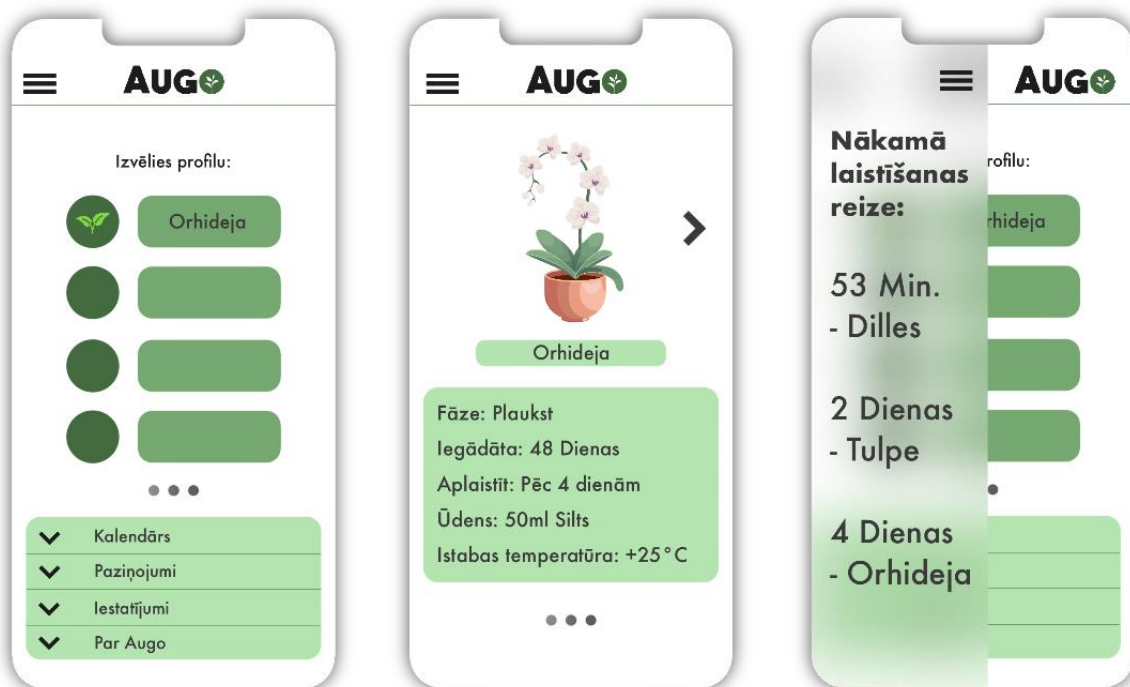 AUGO
Izvēlies profilu:
Orhideja
Kalendārs
Paziņojumi
Iestatījumi
Par Augo
AUGO
Orhideja
Fāze: Plaukst
Iegādāta: 48 Dienas
Aplaistīt: Pēc 4 dienām
Ūdens: 50ml Silts
Istabas temperatūra: +25°C
AUGO
Nākamā
laistīšanas
reize:
53 Min.
- Dilles
2 Dienas
- Tulpe
4 Dienas
- Orhideja
rofilu:
rhideja